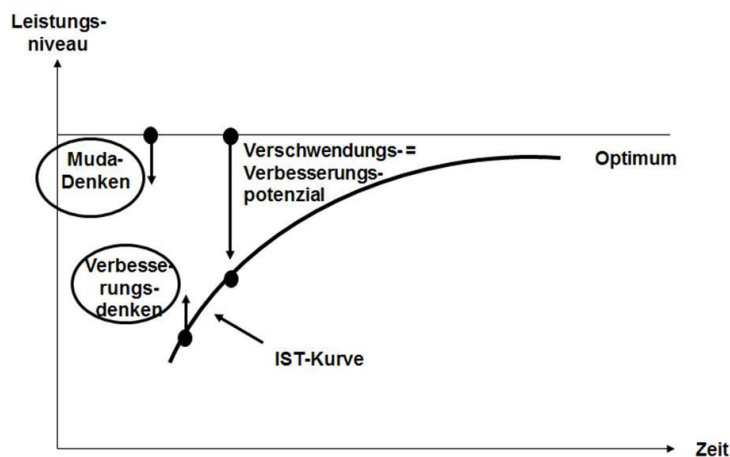 Leistungs-
niveau
Muda-
Denken
Verschwendungs- =
Verbesserungs-
potenzial
Optimum
Verbesse-
rungs-
denken
IST-Kurve
Zeit